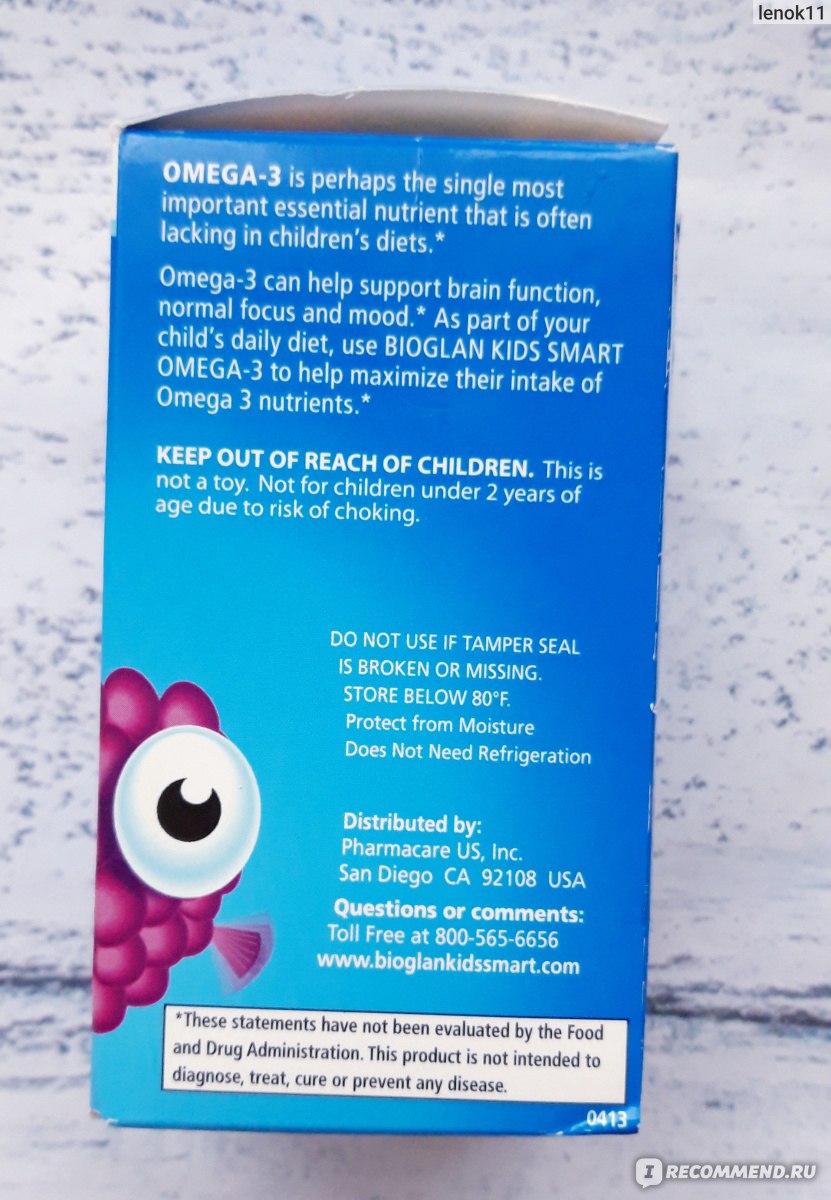 lenok11
OMEGA-3 is perhaps the single most
important essential nutrient that is often
lacking in children's diets.*
Omega-3 can help support brain function,
normal focus and mood.* As part of your
child's daily diet, use BIOGLAN KIDS SMART
OMEGA-3 to help maximize their intake of
Omega 3 nutrients.*
KEEP OUT OF REACH OF CHILDREN. This is
not a toy. Not for children under 2 years of
age due to risk of choking.
DO NOT USE IF TAMPER SEAL
IS BROKEN OR MISSING.
STORE BELOW 80°F.
Protect from Moisture
Does Not Need Refrigeration
Distributed by:
Pharmacare US, Inc.
San Diego CA 92108 USA
Questions or comments:
Toll Free at 800-565-6656
www.bioglankidssmart.com
*These statements have not been evaluated by the Food
and Drug Administration. This product is not intended to
diagnose, treat, cure or prevent any disease.
0413
I RECOMMEND.RU